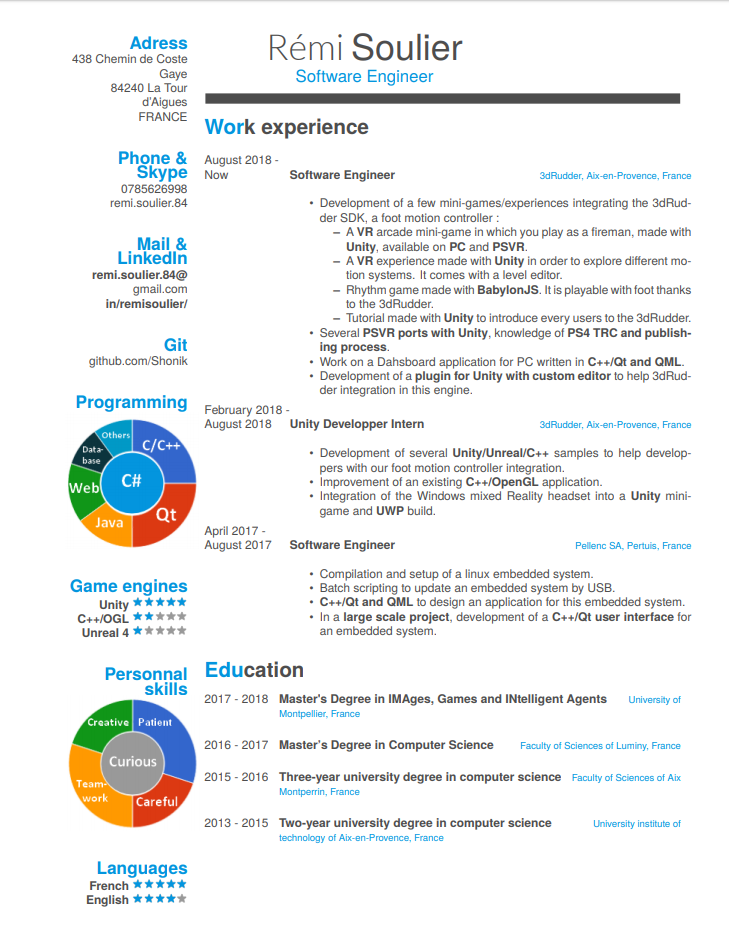 Adress
438 Chemin de Coste
Gaye
84240 La Tour
d'Aigues
FRANCE
Phone &
Skype
0785626998
remi.soulier.84
Mail &
LinkedIn
remi.soulier.84@
gmail.com
in/remisoulier/
Git
github.com/Shonik
Programming
Others
C/C++
Data-
base
C#
Web
Java
Qt
Game engines
Unity
C++/OGL
Unreal 4
Personnal
skills
Creative
Patient
Curious
Team-
work
Careful
Languages
French
English
Rémi Soulier
Software Engineer
Work experience
August 2018 -
Now Software Engineer 3dRudder, Aix-en-Provence, France
• Development of a few mini-games/experiences integrating the 3dRud-
der SDK, a foot motion controller :
– A VR arcade mini-game in which you play as a fireman, made with
Unity, available on PC and PSVR.
– A VR experience made with Unity in order to explore different mo-
tion systems. It comes with a level editor.
– Rhythm game made with BabylonJS. It is playable with foot thanks
to the 3dRudder.
– Tutorial made with Unity to introduce every users to the 3dRudder.
• Several PSVR ports with Unity, knowledge of PS4 TRC and publish-
ing process.
• Work on a Dahsboard application for PC written in C++/Qt and QML.
• Development of a plugin for Unity with custom editor to help 3dRud-
der integration in this engine.
February 2018 -
August 2018 Unity Developper Intern 3dRudder, Aix-en-Provence, France
• Development of several Unity/Unreal/C++ samples to help develop-
pers with our foot motion controller integration.
• Improvement of an existing C++/OpenGL application.
• Integration of the Windows mixed Reality headset into a Unity mini-
game and UWP build.
April 2017 -
August 2017 Software Engineer Pellenc SA, Pertuis, France
• Compilation and setup of a linux embedded system.
• Batch scripting to update an embedded system by USB.
• C++/Qt and QML to design an application for this embedded system.
• In a large scale project, development of a C++/Qt user interface for
an embedded system.
Education
2017 - 2018 Master's Degree in IMAges, Games and INtelligent Agents University of
Montpellier, France
2016 - 2017 Master's Degree in Computer Science Faculty of Sciences of Luminy, France
2015 - 2016 Three-year university degree in computer science Faculty of Sciences of Aix
Montperrin, France
2013 - 2015 Two-year university degree in computer science University institute of
technology of Aix-en-Provence, France